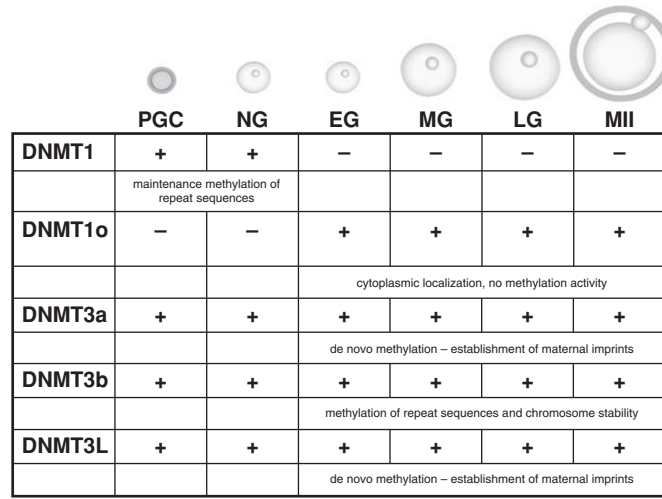 PGC NG EG MG LG MII
DNMT1 + + – – – –
maintenance methylation of
repeat sequences
DNMT1o – – + + + +
cytoplasmic localization, no methylation activity
DNMT3a + + + + + +
de novo methylation – establishment of maternal imprints
DNMT3b + + + + + +
methylation of repeat sequences and chromosome stability
DNMT3L + + + + + +
de novo methylation – establishment of maternal imprints